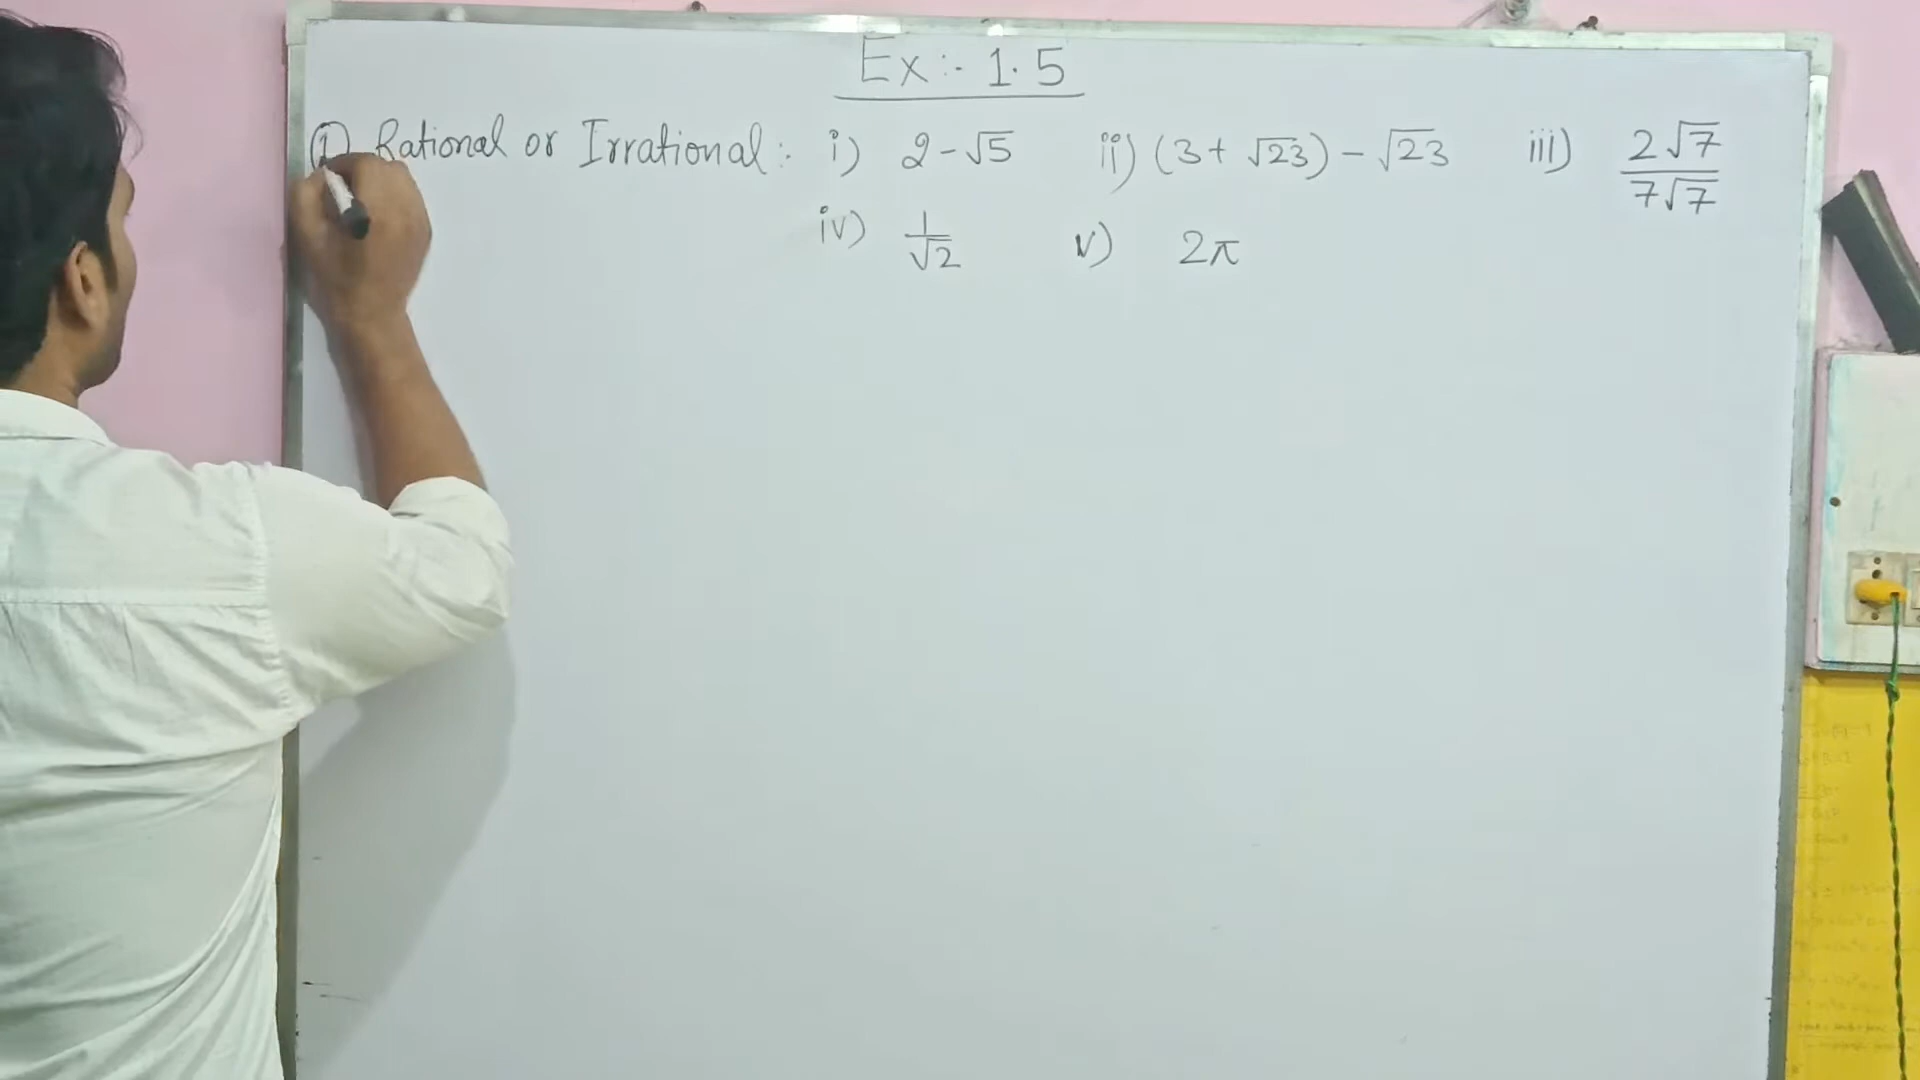 Ex:- 1.5
① Rational or Irrational:- i) 2-√5 ii) (3+ √23) - √23 iii) 2√7/7√7
iv) 1/√2 v) 2π